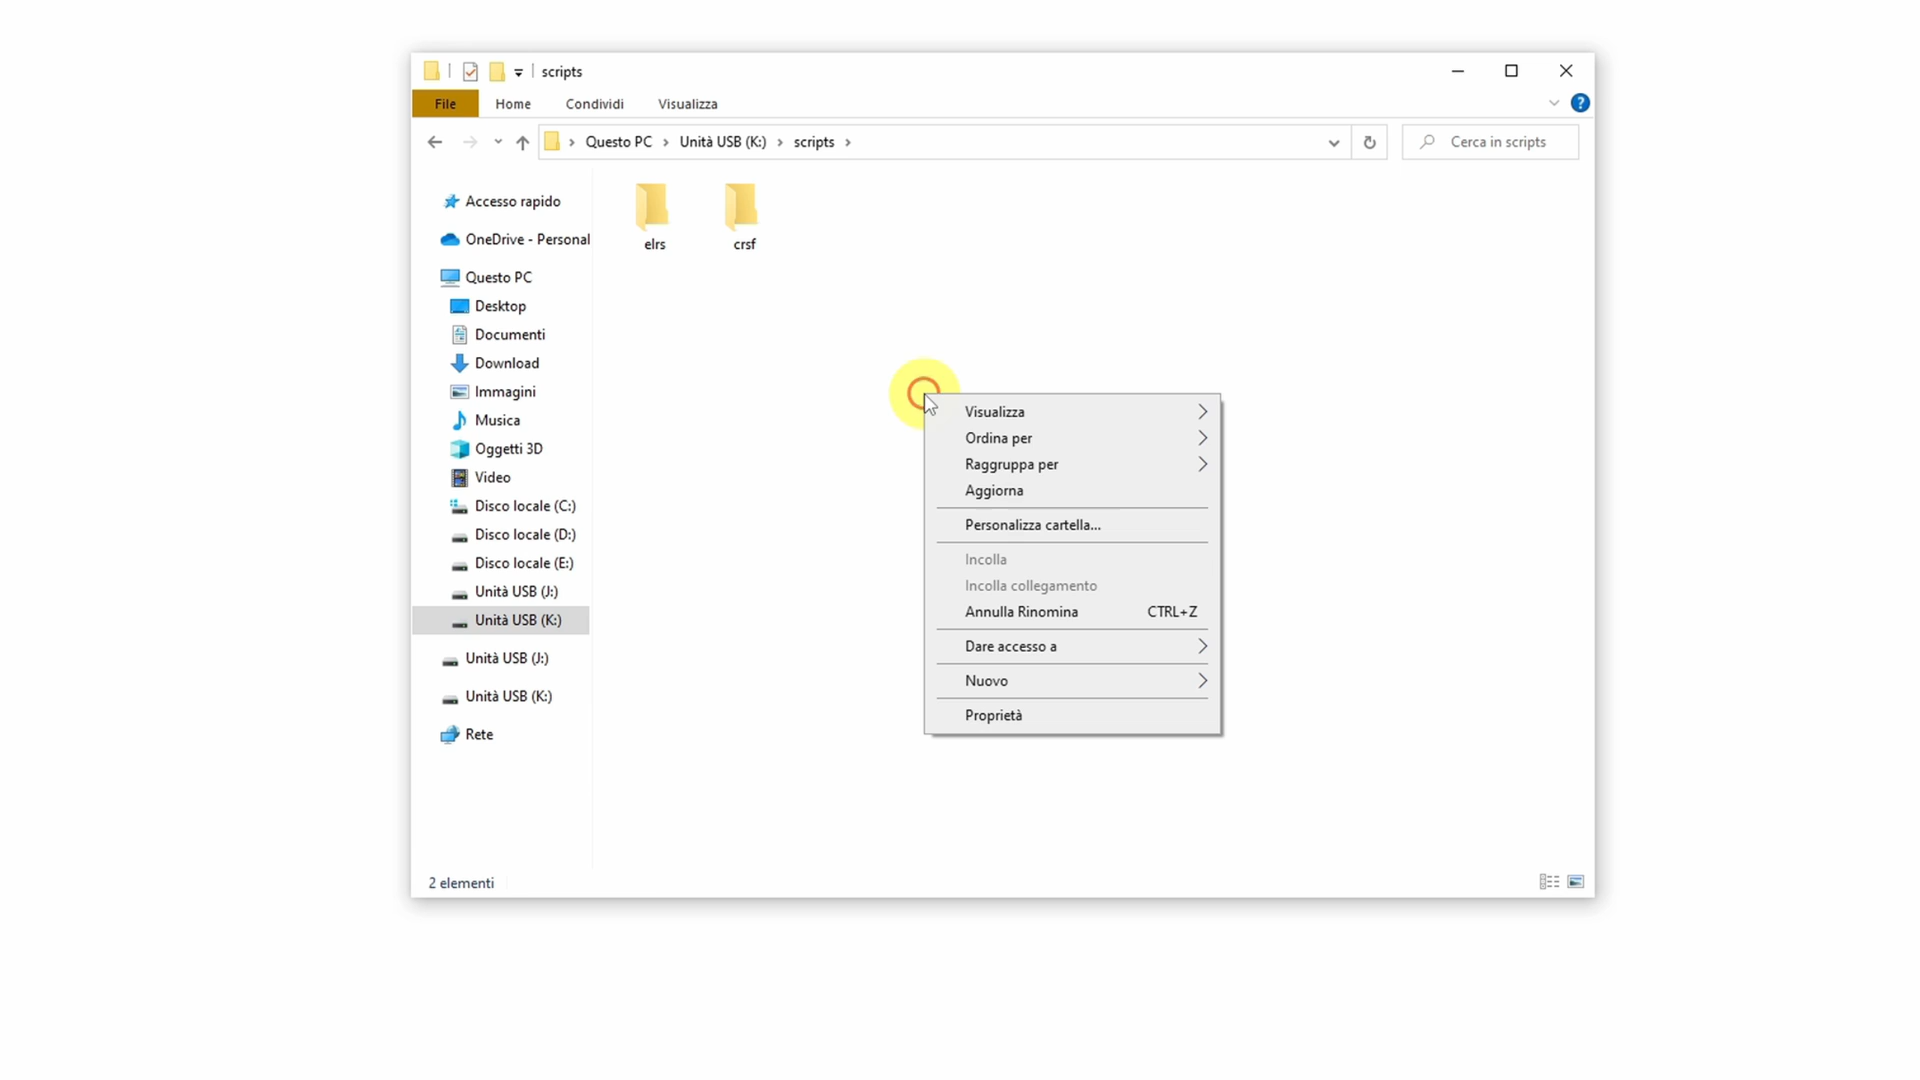 scripts
File
Home
Condividi
Visualizza
Questo PC
Unità USB (K:)
scripts
Cerca in scripts
Accesso rapido
OneDrive - Personal
Questo PC
Desktop
Documenti
Download
Immagini
Musica
Oggetti 3D
Video
Disco locale (C:)
Disco locale (D:)
Disco locale (E:)
Unità USB (J:)
Unità USB (K:)
Unità USB (J:)
Unità USB (K:)
Rete
elrs
crsf
Visualizza
Ordina per
Raggruppa per
Aggiorna
Personalizza cartella...
Incolla
Incolla collegamento
Annulla Rinomina CTRL+Z
Dare accesso a
Nuovo
Proprietà
2 elementi